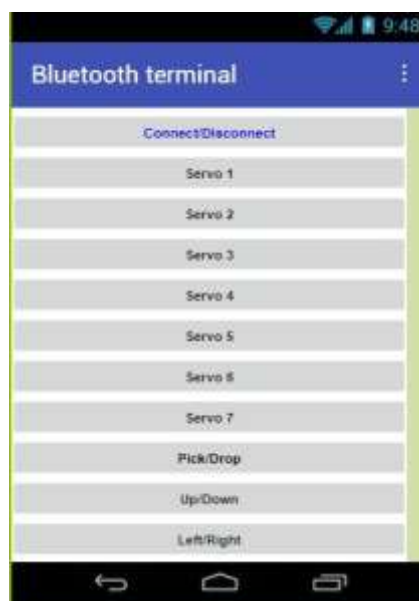 9:48
Bluetooth terminal
Connect/Disconnect
Servo 1
Servo 2
Servo 3
Servo 4
Servo 5
Servo 6
Servo 7
Pick/Drop
Up/Down
Left/Right